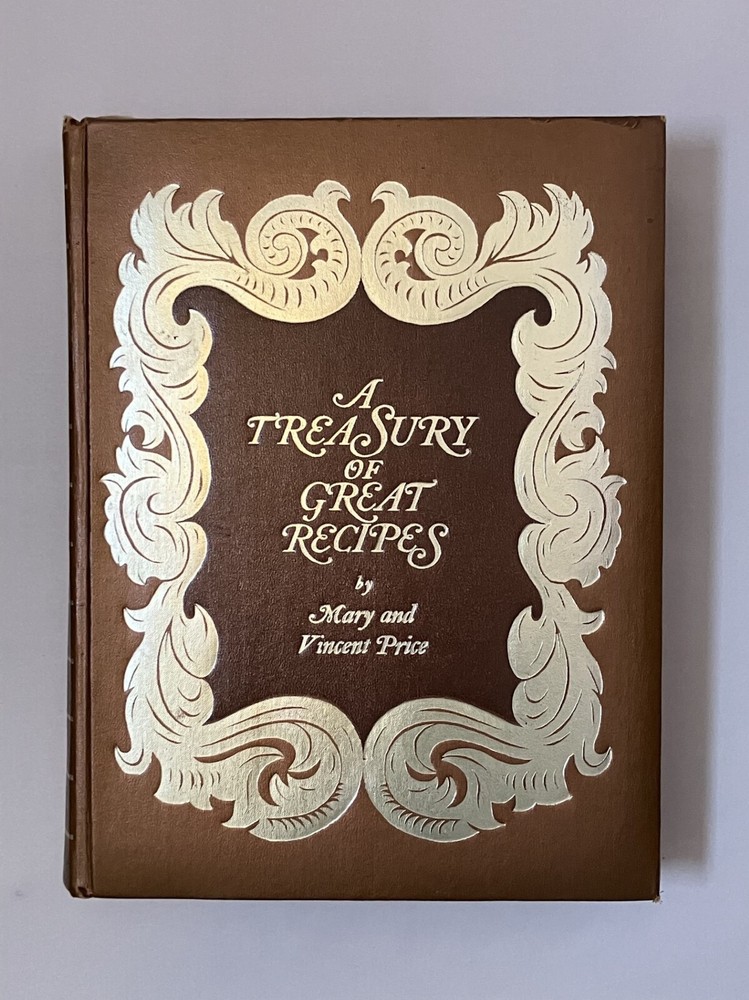 A
TREASURY
OF
GREAT
RECIPES
by
Mary and
Vincent Price